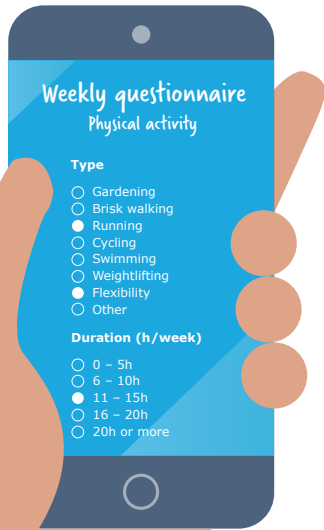 Weekly questionnaire
Physical activity
Type
Gardening
Brisk walking
Running
Cycling
Swimming
Weightlifting
Flexibility
Other
Duration (h/week)
0 – 5h
6 – 10h
11 – 15h
16 – 20h
20h or more